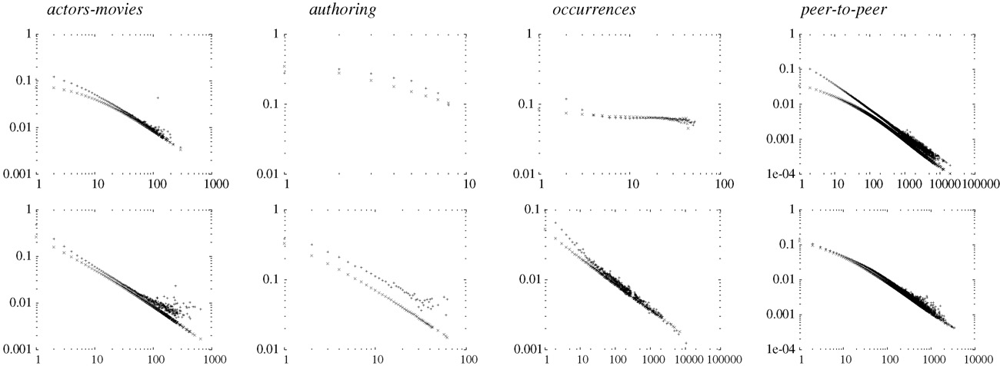 actors-movies authoring occurrences peer-to-peer
1 1 1 1
0.1
0.1 0.1 0.1
0.01
0.01
0.001
0.001 0.01 0.01 1e-04
1 10 100 1000 1 10 1 10 100 1 10 100 1000 10000 100000
1 1 0.1 1
0.1
0.1 0.1 0.01
0.01
0.01
0.001
0.001 0.01 0.001 1e-04
1 10 100 1000 1 10 100 1 10 100 1000 10000 100000 1 10 100 1000 10000